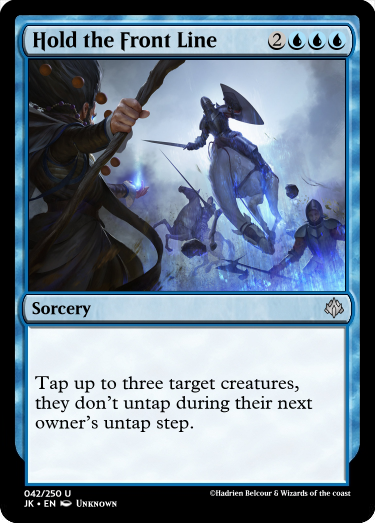 Hold the Front Line 2
Sorcery
Tap up to three target creatures,
they don't untap during their next
owner's untap step.
042/250 U
JK • EN Unknown
©Hadrien Belcour & Wizards of the coast